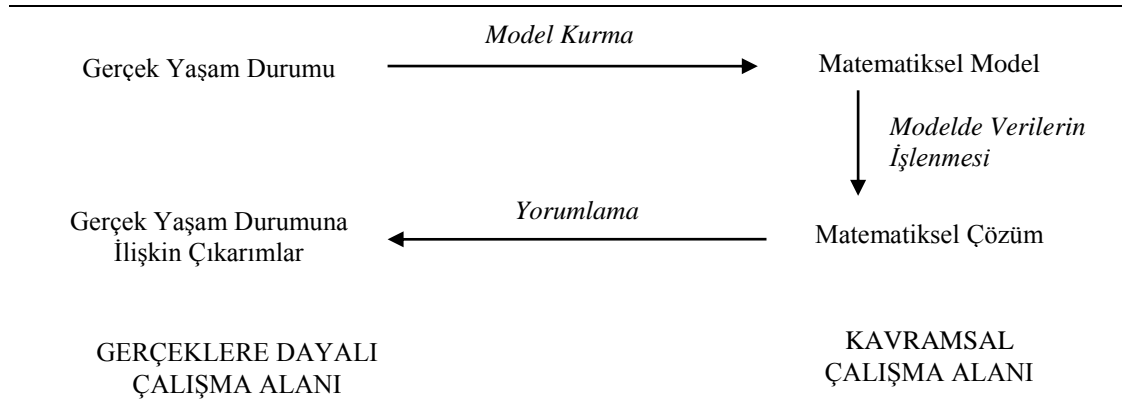 Model Kurma
Gerçek Yaşam Durumu
Matematiksel Model
Modelde Verilerin
İşlenmesi
Gerçek Yaşam Durumuna
İlişkin Çıkarımlar
Yorumlama
Matematiksel Çözüm
GERÇEKLERE DAYALI
ÇALIŞMA ALANI
KAVRAMSAL
ÇALIŞMA ALANI